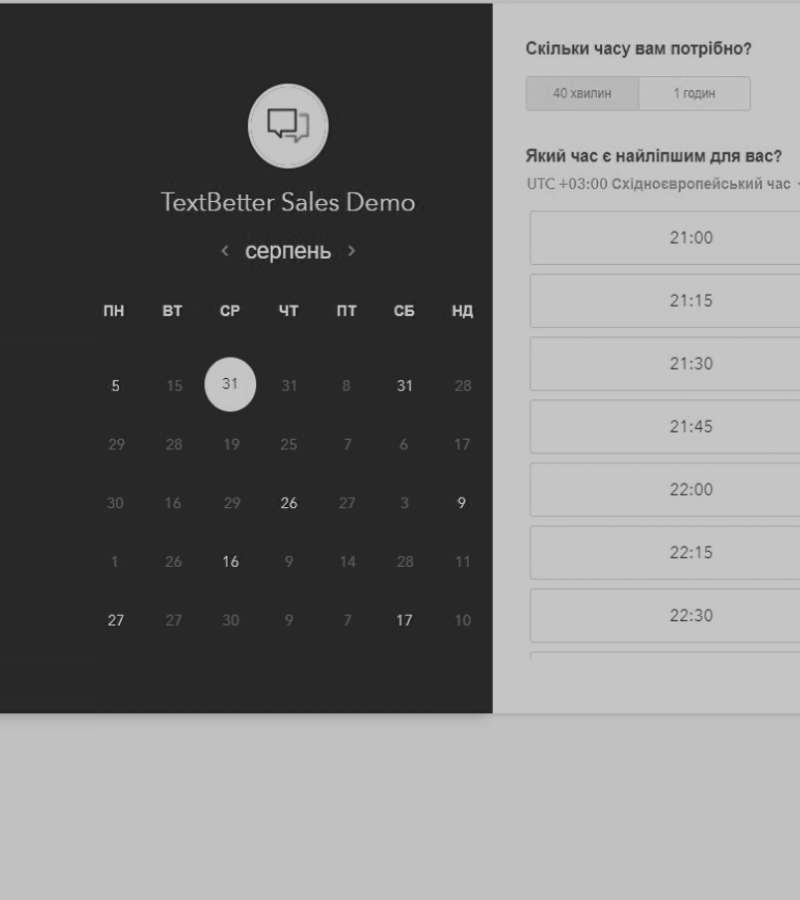 TextBetter Sales Demo
< серпень >
ПН ВТ СР ЧТ ПТ СБ НД
5 15 31 31 8 31 28
29 28 19 25 7 6 17
30 16 29 26 27 3 9
1 26 16 9 14 28 11
27 27 30 9 7 17 10
Скільки часу вам потрібно?
40 хвилин 1 годин
Який час є найліпшим для вас?
UTC +03:00 Східноєвропейський час
21:00
21:15
21:30
21:45
22:00
22:15
22:30